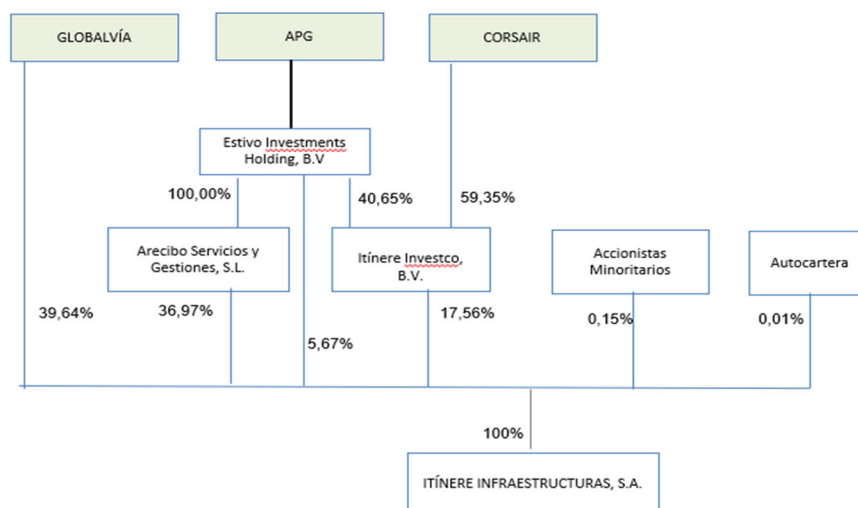 GLOBALVÍA
APG
CORSAIR
Estivo Investments
Holding, B.V
100,00%
40,65%
59,35%
Arecibo Servicios y
Gestiones, S.L.
Itínere Investco,
B.V.
Accionistas
Minoritarios
Autocartera
39,64%
36,97%
5,67%
17,56%
0,15%
0,01%
100%
ITÍNERE INFRAESTRUCTURAS, S.A.